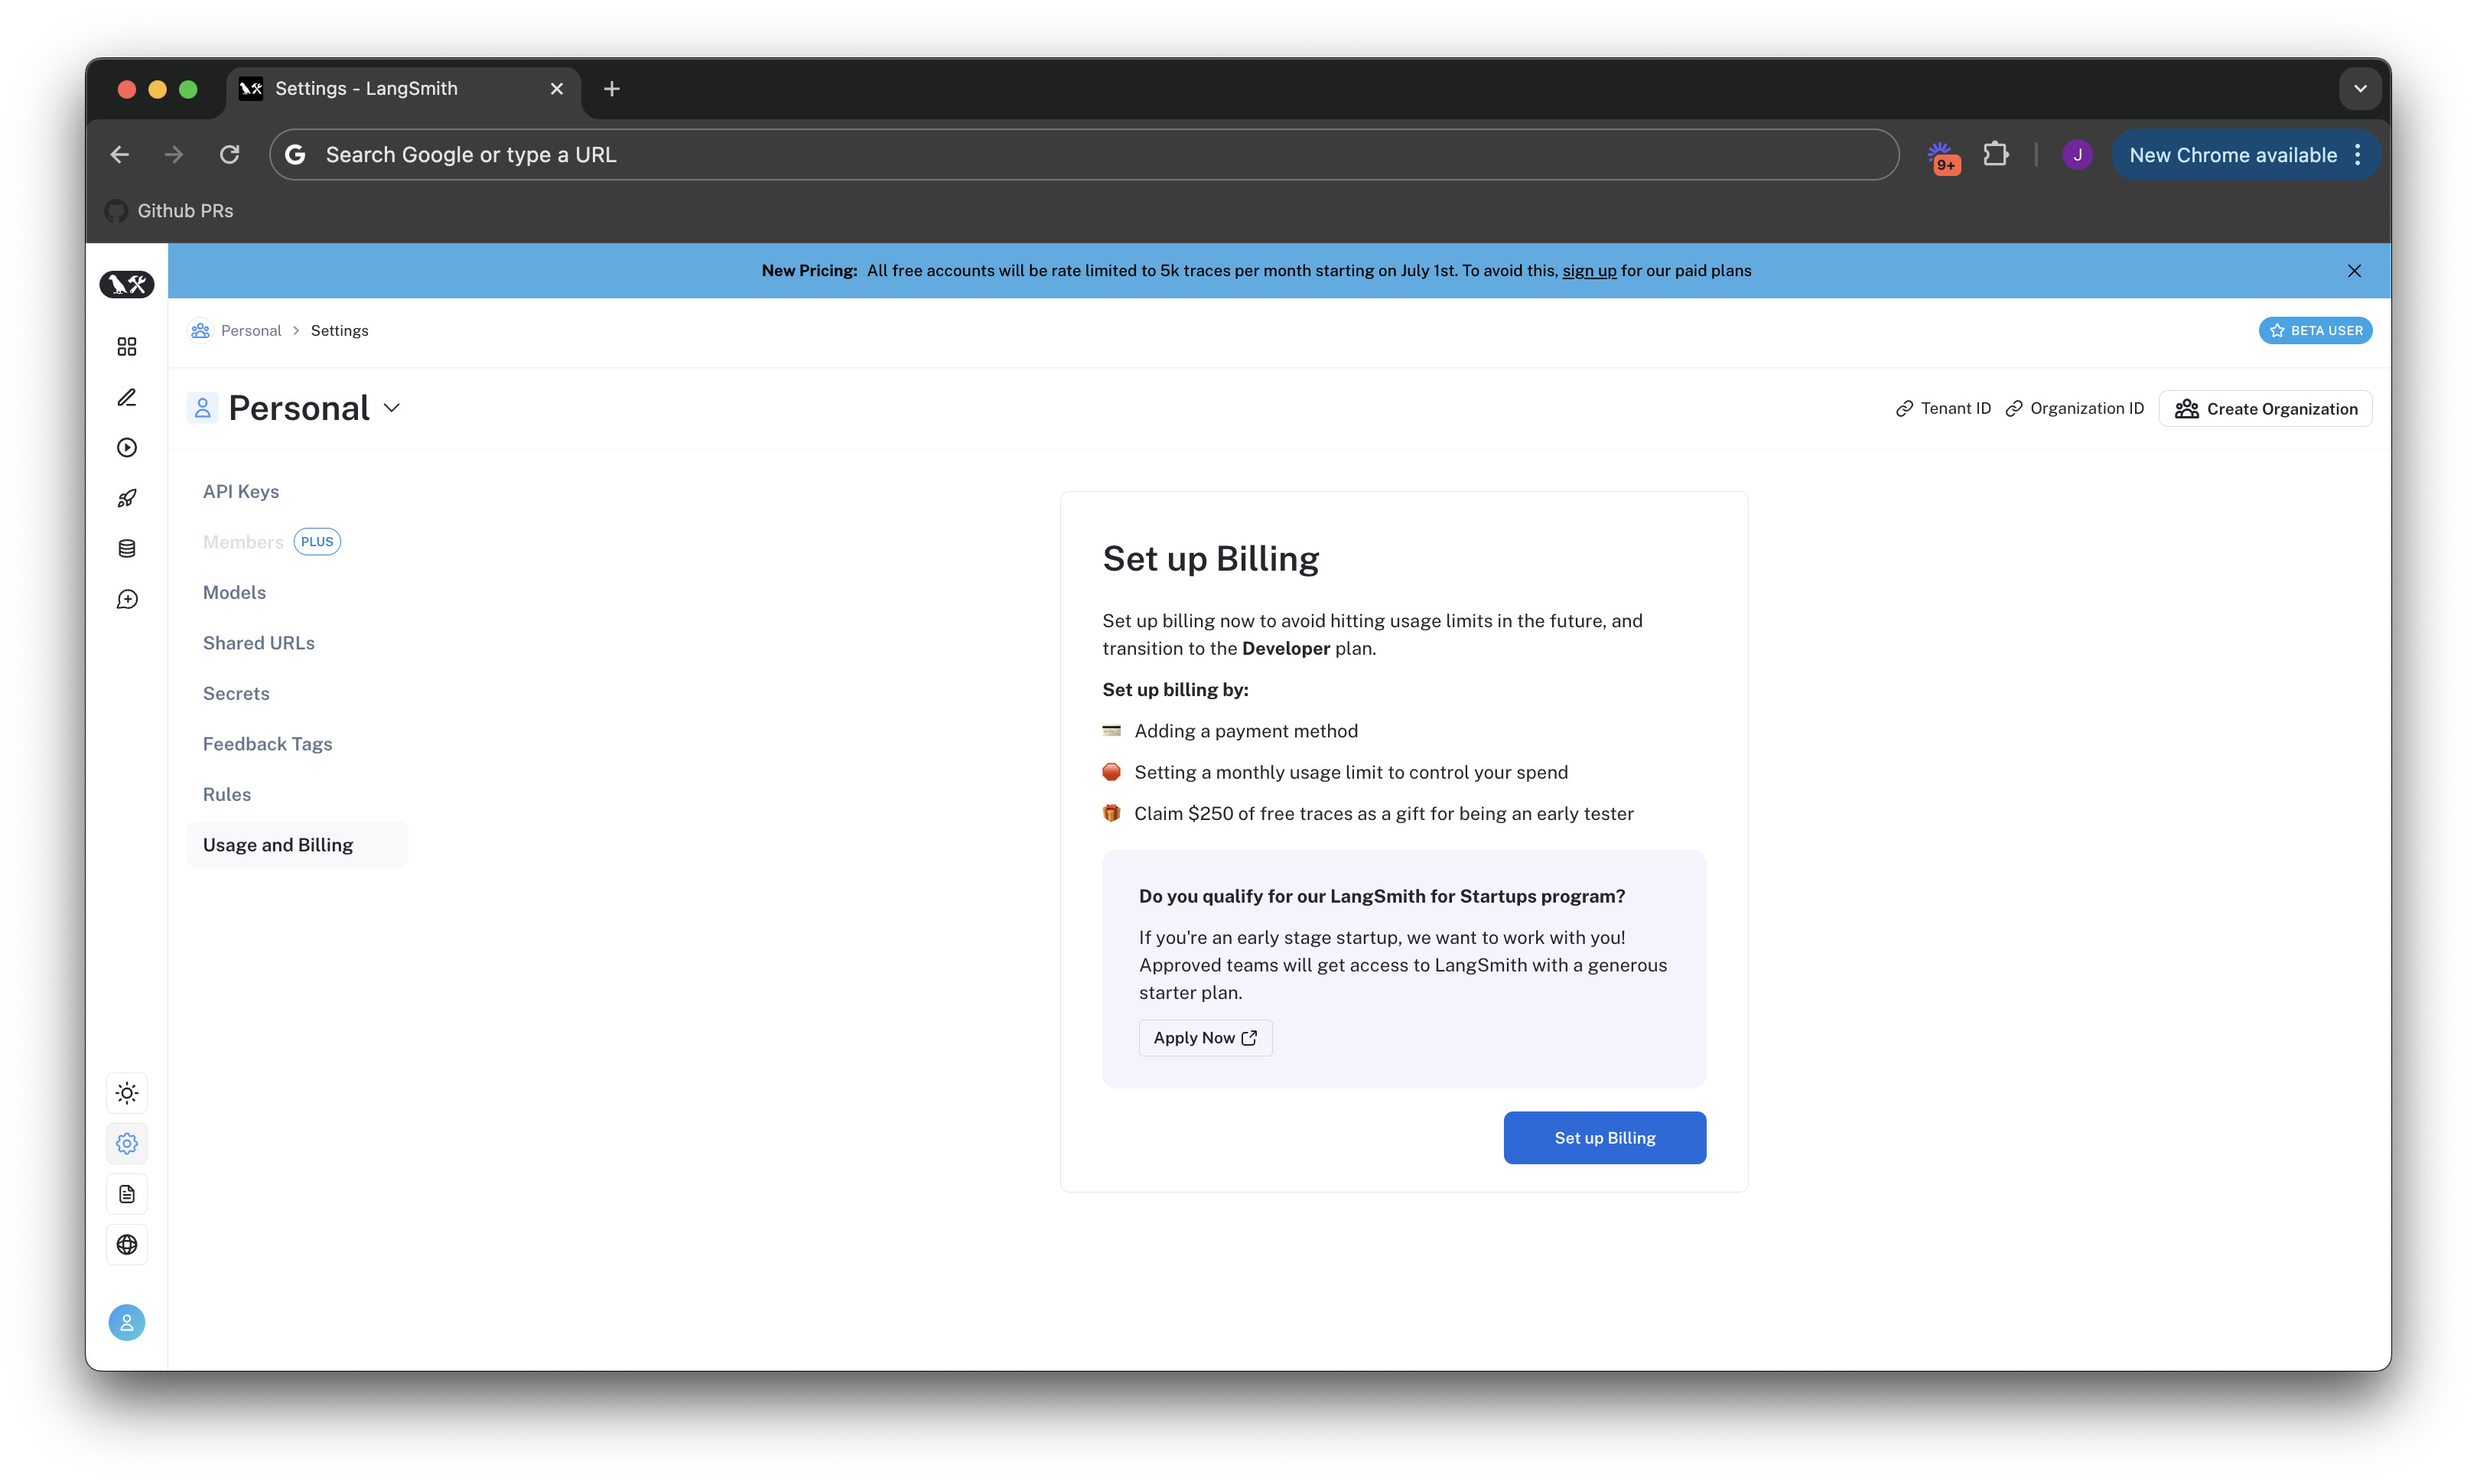 Settings - LangSmith
Search Google or type a URL
9+
J
New Chrome available
Github PRs
New Pricing: All free accounts will be rate limited to 5k traces per month starting on July 1st. To avoid this, sign up for our paid plans
Personal > Settings
BETA USER
Personal
Tenant ID
Organization ID
Create Organization
API Keys
Members PLUS
Models
Shared URLs
Secrets
Feedback Tags
Rules
Usage and Billing
Set up Billing
Set up billing now to avoid hitting usage limits in the future, and
transition to the Developer plan.
Set up billing by:
Adding a payment method
Setting a monthly usage limit to control your spend
Claim $250 of free traces as a gift for being an early tester
Do you qualify for our LangSmith for Startups program?
If you're an early stage startup, we want to work with you!
Approved teams will get access to LangSmith with a generous
starter plan.
Apply Now
Set up Billing